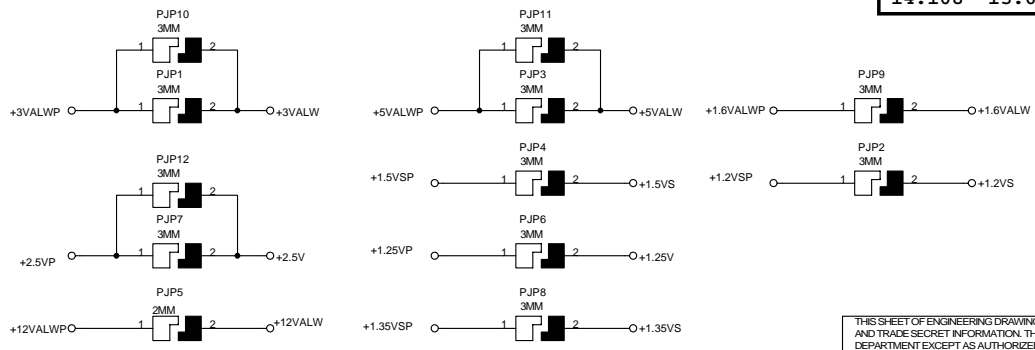 14.108
PJP10
3MM
1 2
PJP1
3MM
+3VALWP 1 2 +3VALW
PJP11
3MM
1 2
PJP3
3MM
+5VALWP 1 2 +5VALW
PJP9
3MM
+1.6VALWP 1 2 +1.6VALW
PJP12
3MM
1 2
PJP7
3MM
+2.5VP 1 2 +2.5V
PJP4
3MM
+1.5VSP 1 2 +1.5VS
PJP2
3MM
+1.2VSP 1 2 +1.2VS
PJP6
3MM
+1.25VP 1 2 +1.25V
PJP5
2MM
+12VALWP 1 2 +12VALW
PJP8
3MM
+1.35VSP 1 2 +1.35VS
THIS SHEET OF ENGINEERING DRAWING
AND TRADE SECRET INFORMATION. TH
DEPARTMENT EXCEPT AS AUTHORIZE